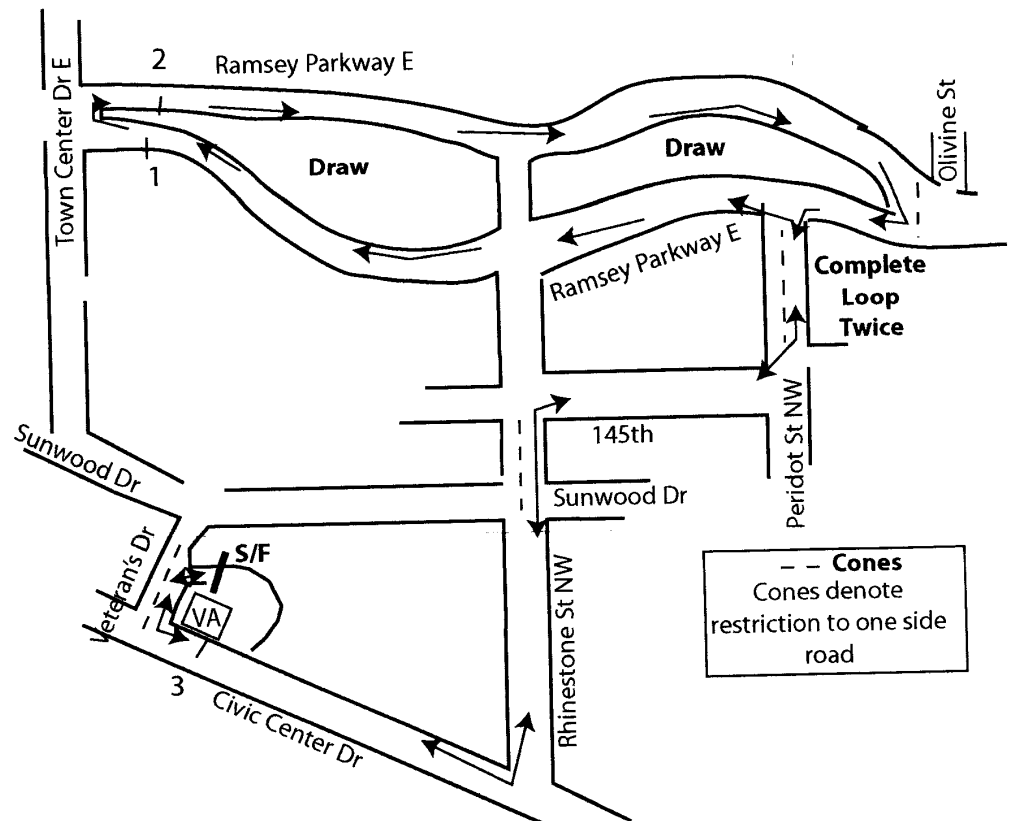 2
Ramsey Parkway E
Town Center Dr E
1
Draw
Draw
Olivine St
Ramsey Parkway E
Complete
Loop
Twice
145th
Peridot St NW
Sunwood Dr
Sunwood Dr
S/F
Veteran's Dr
VA
Rhinestone St NW
3
Civic Center Dr
Cones
Cones denote
restriction to one side
road